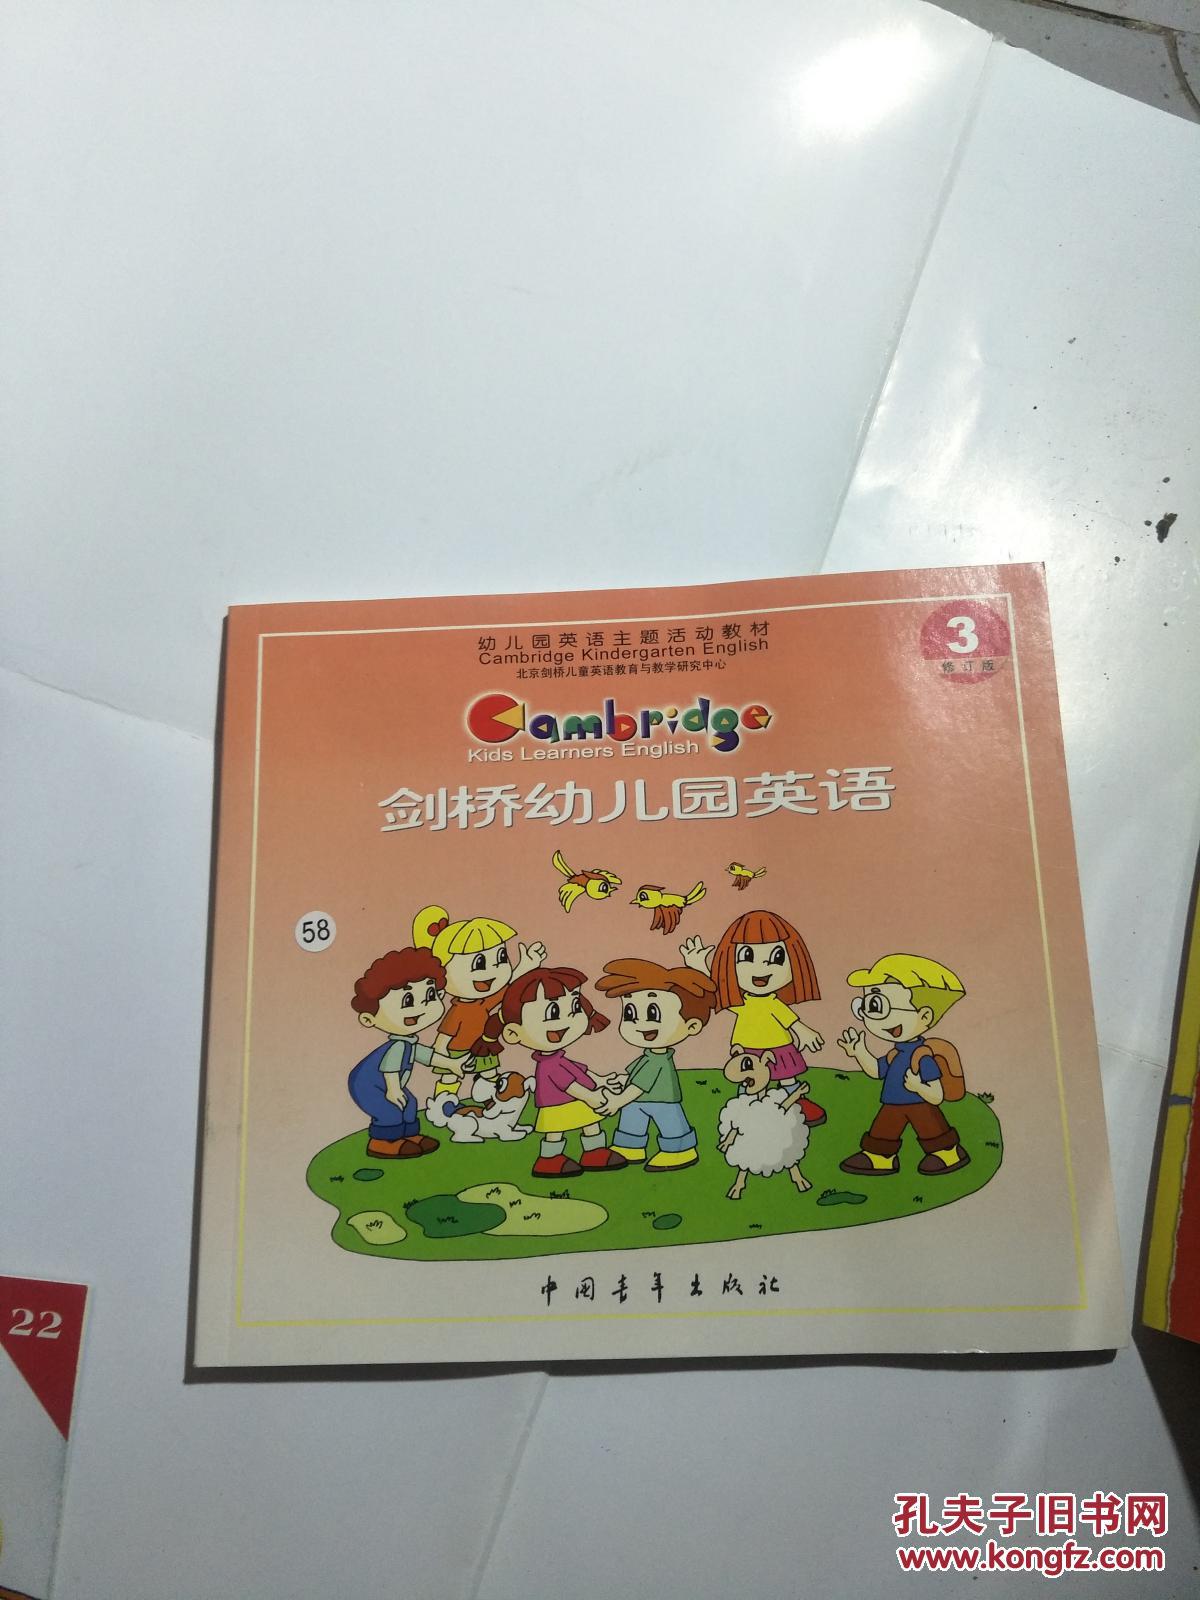 幼儿园英语主题活动教材
Cambridge Kindergarten English
北京剑桥儿童英语教育与教学研究中心
3
修订版
Cambridge
Kids Learners English
剑桥幼儿园英语
58
中国青年出版社
22
孔夫子旧书网
www.kongfz.com